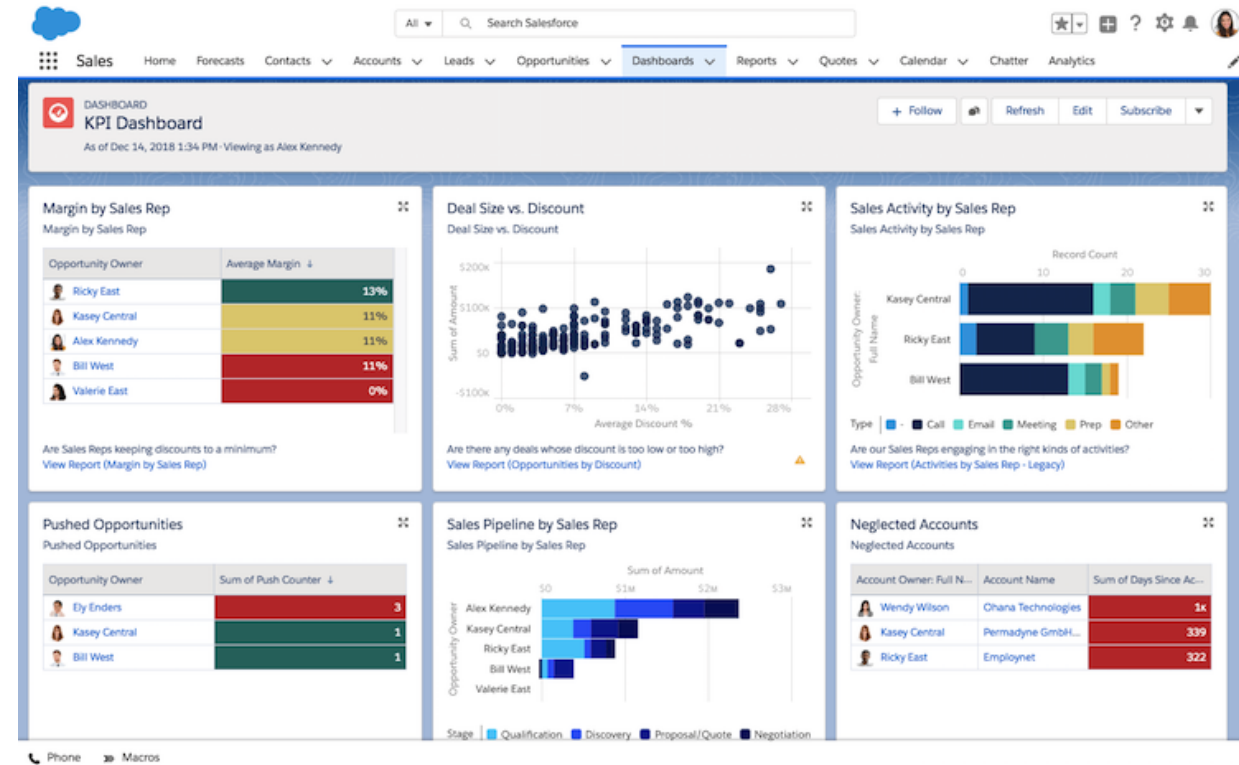 All
Search Salesforce
Sales
Home Forecasts Contacts Accounts Leads Opportunities Dashboards Reports Quotes Calendar Chatter Analytics
DASHBOARD
KPI Dashboard
As of Dec 14, 2018 1:34 PM·Viewing as Alex Kennedy
+ Follow
Refresh
Edit
Subscribe
Margin by Sales Rep
Margin by Sales Rep
Opportunity Owner Average Margin ↓
Ricky East 13%
Kasey Central 11%
Alex Kennedy 11%
Bill West 11%
Valerie East 0%
Are Sales Reps keeping discounts to a minimum?
View Report (Margin by Sales Rep)
Deal Size vs. Discount
Deal Size vs. Discount
Sum of Amount
$200K
$100K
$0
-$100K
0% 7% 14% 21% 28%
Average Discount %
Are there any deals whose discount is too low or too high?
View Report (Opportunities by Discount)
Sales Activity by Sales Rep
Sales Activity by Sales Rep
Record Count
0 10 20 30
Opportunity Owner:
Full Name
Kasey Central
Ricky East
Bill West
Type - Call Email Meeting Prep Other
Are our Sales Reps engaging in the right kinds of activities?
View Report (Activities by Sales Rep - Legacy)
Pushed Opportunities
Pushed Opportunities
Opportunity Owner Sum of Push Counter ↓
Ely Enders 3
Kasey Central 1
Bill West 1
Sales Pipeline by Sales Rep
Sales Pipeline by Sales Rep
Sum of Amount
$0 $1M $2M $3M
Opportunity Owner
Alex Kennedy
Kasey Central
Ricky East
Bill West
Valerie East
Stage Qualification Discovery Proposal/Quote Negotiation
Neglected Accounts
Neglected Accounts
Account Owner: Full N... Account Name Sum of Days Since Ac...
Wendy Wilson Ohana Technologies 1K
Kasey Central Permadyne GmbH... 339
Ricky East Employnet 322
Phone
Macros